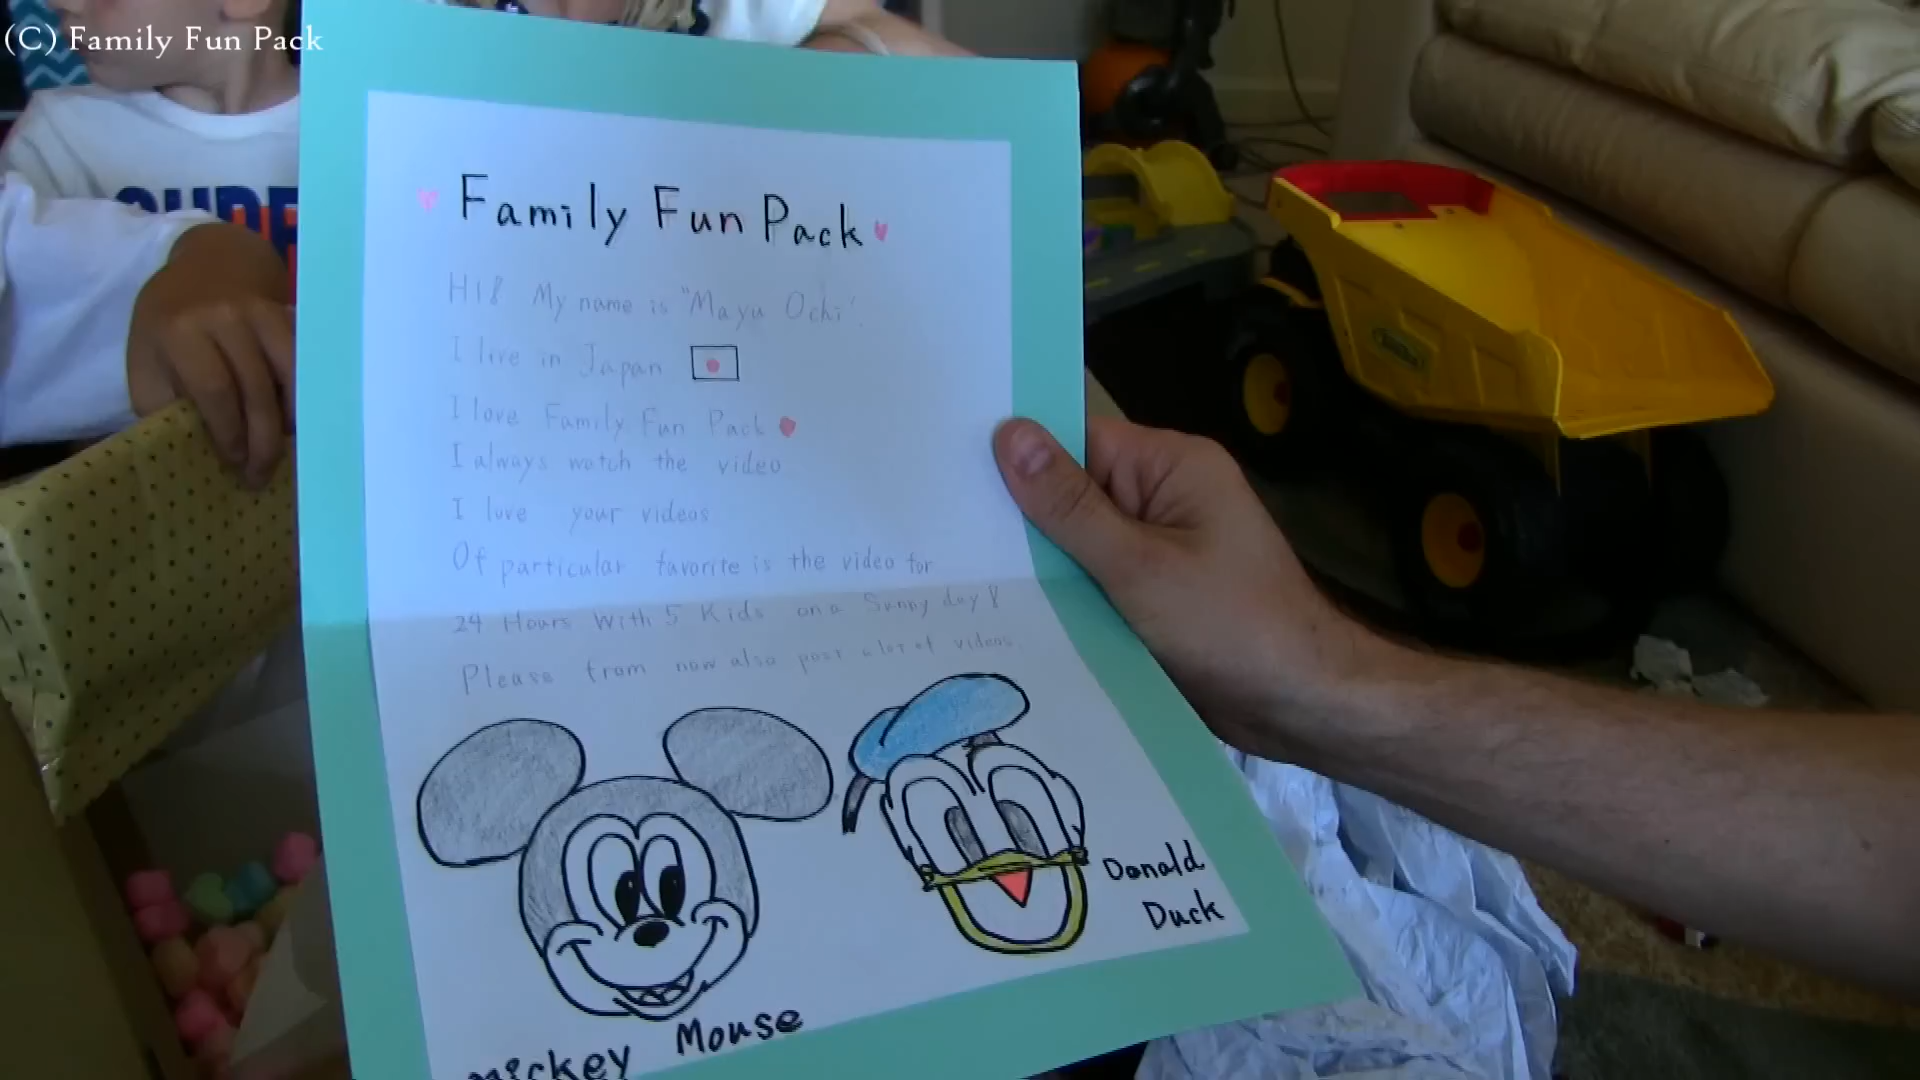 (C) Family Fun Pack
Family Fun Pack
HI! My name is "Mayu Ochi".
I live in Japan
I love Family Fun Pack
I always watch the video
I love your videos
Of particular favorite is the video for
24 Hours With 5 Kids on a Sunny day!
Please from now also post a lot of videos
Donald
Duck
Mickey Mouse